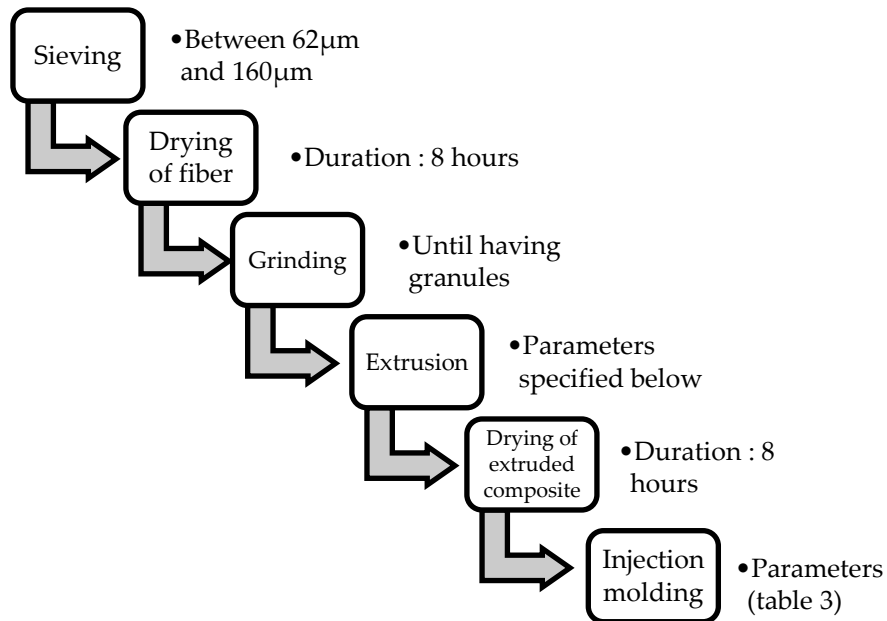 Sieving
•Between 62µm
and 160µm
Drying
of fiber
•Duration : 8 hours
Grinding
•Until having
granules
Extrusion
•Parameters
specified below
Drying of
extruded
composite
•Duration : 8
hours
Injection
molding
•Parameters
(table 3)